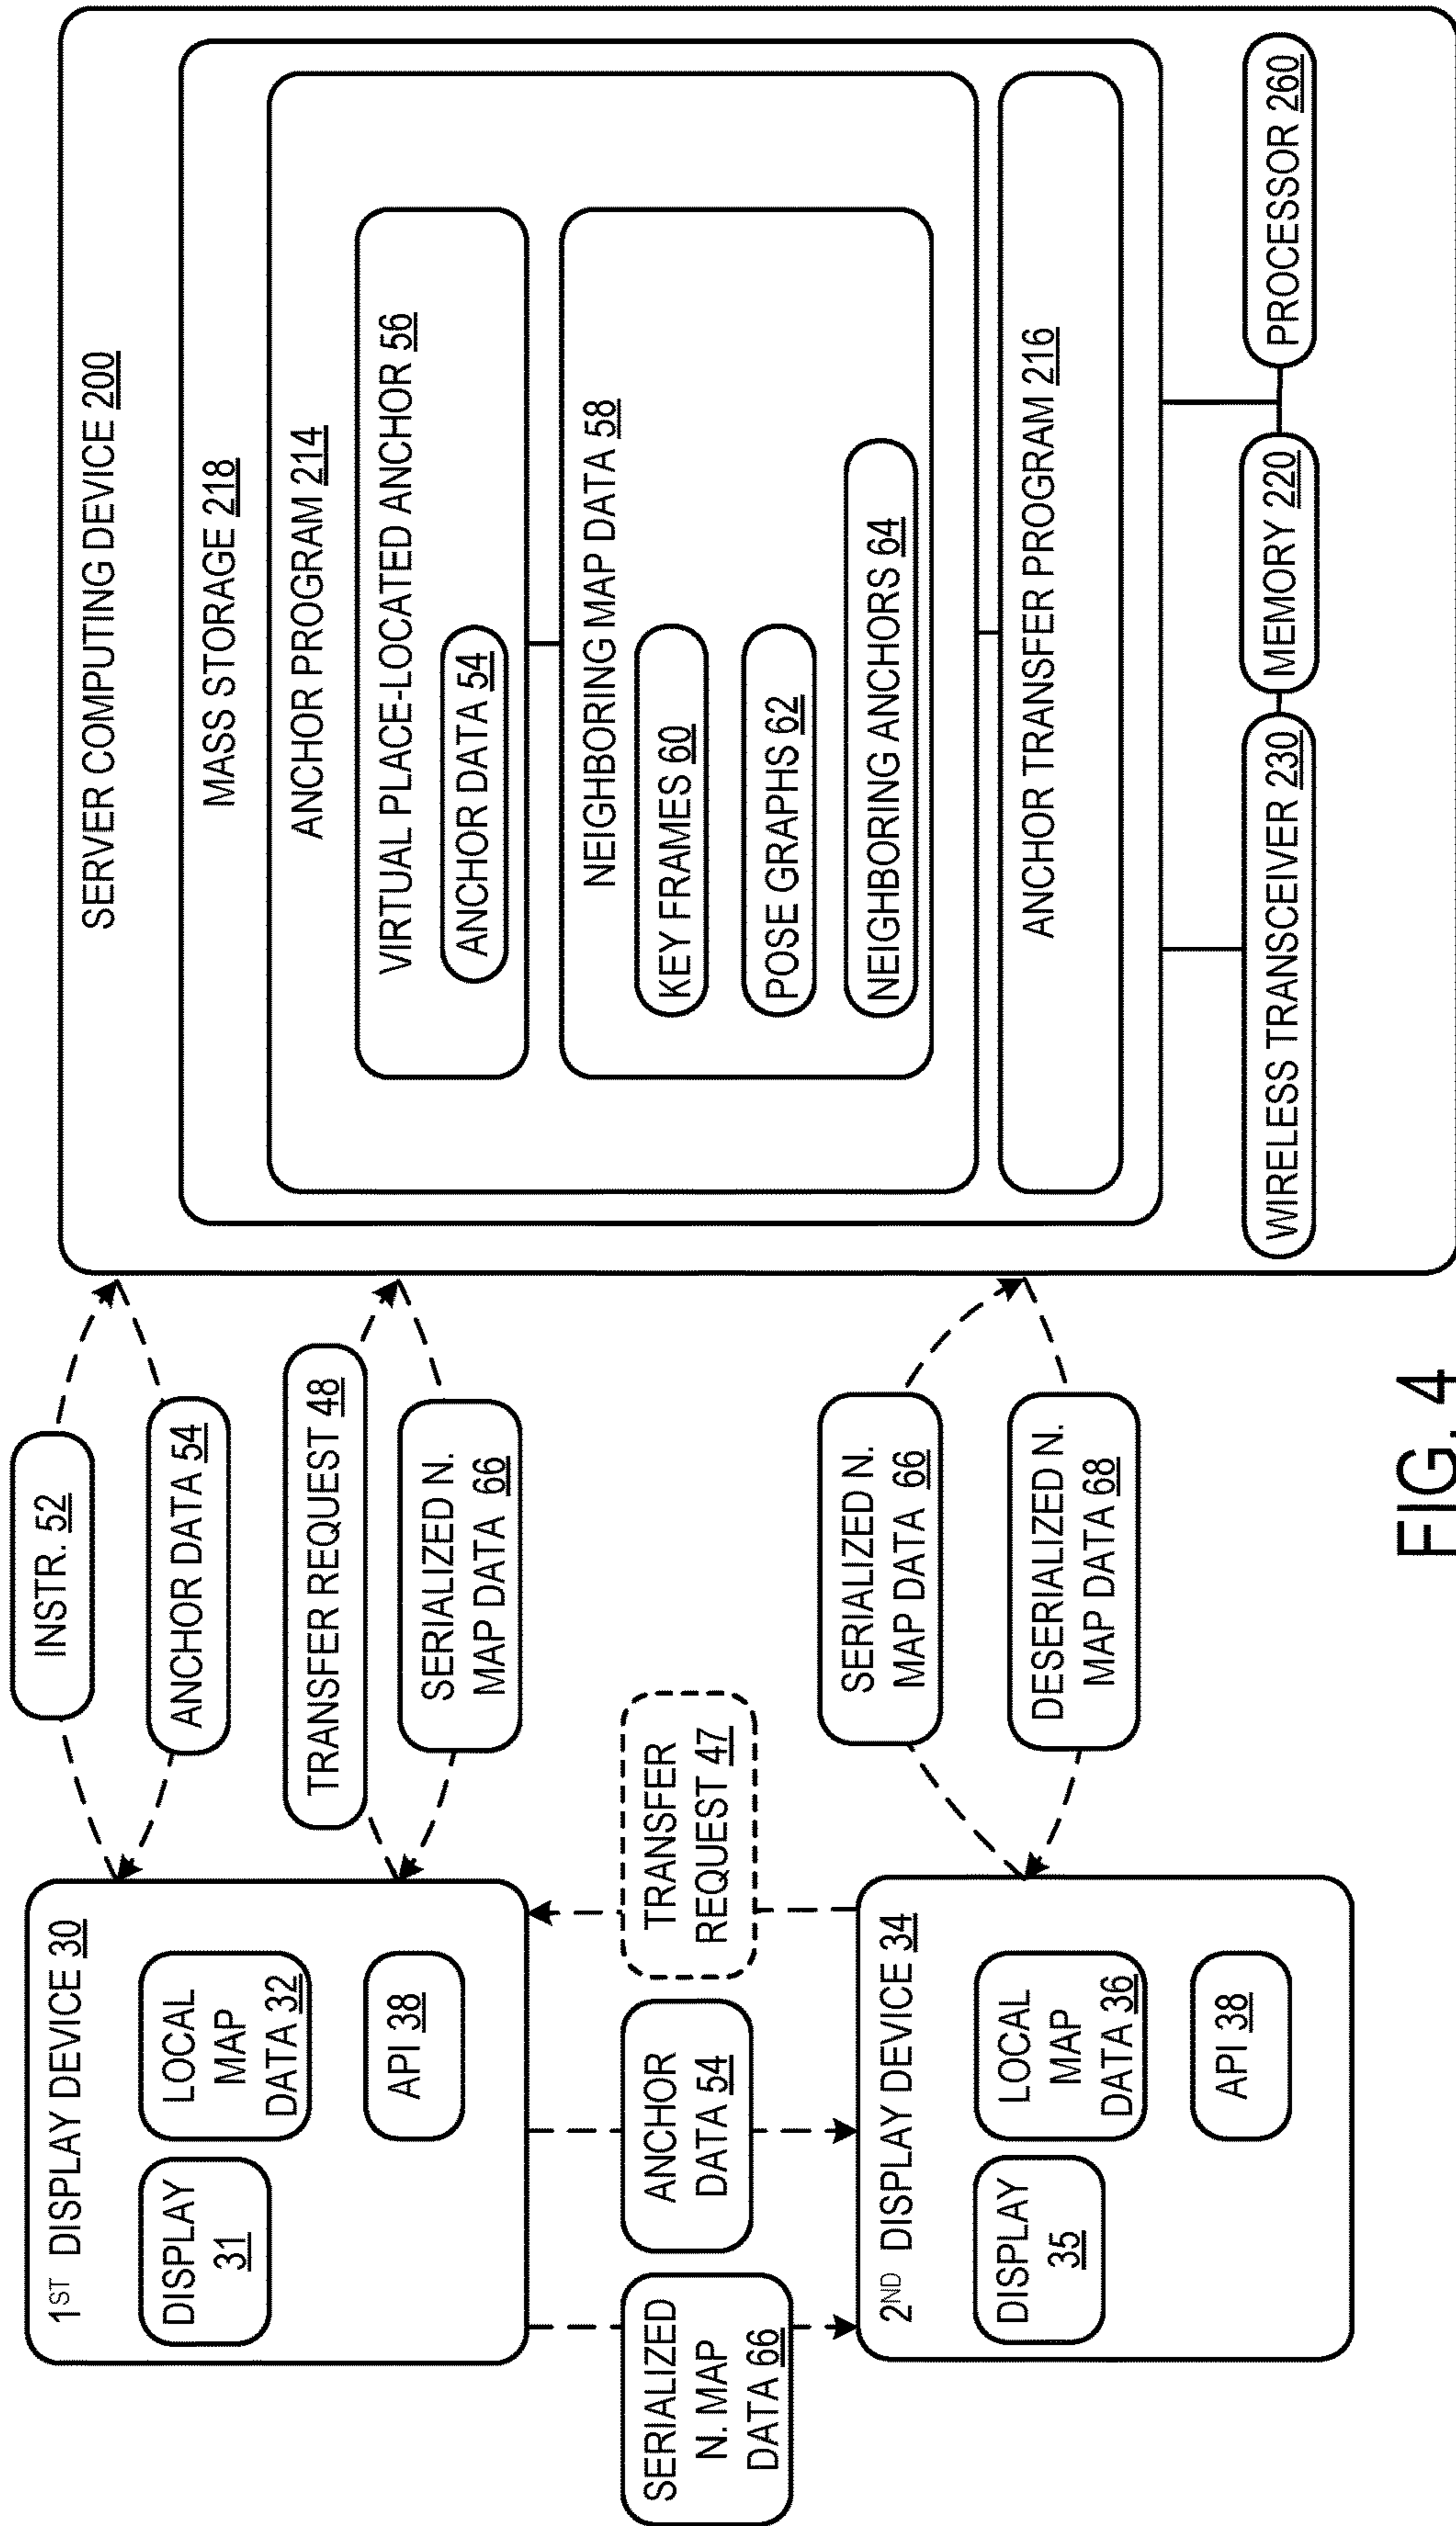 1ST DISPLAY DEVICE 30
DISPLAY
31
LOCAL
MAP
DATA 32
API 38
INSTR. 52
ANCHOR DATA 54
TRANSFER REQUEST 48
SERIALIZED N.
MAP DATA 66
SERIALIZED
N. MAP
DATA 66
ANCHOR
DATA 54
TRANSFER
REQUEST 47
2ND DISPLAY DEVICE 34
DISPLAY
35
LOCAL
MAP
DATA 36
API 38
SERIALIZED N.
MAP DATA 66
DESERIALIZED N.
MAP DATA 68
SERVER COMPUTING DEVICE 200
MASS STORAGE 218
ANCHOR PROGRAM 214
VIRTUAL PLACE-LOCATED ANCHOR 56
ANCHOR DATA 54
NEIGHBORING MAP DATA 58
KEY FRAMES 60
POSE GRAPHS 62
NEIGHBORING ANCHORS 64
ANCHOR TRANSFER PROGRAM 216
WIRELESS TRANSCEIVER 230
MEMORY 220
PROCESSOR 260
FIG. 4